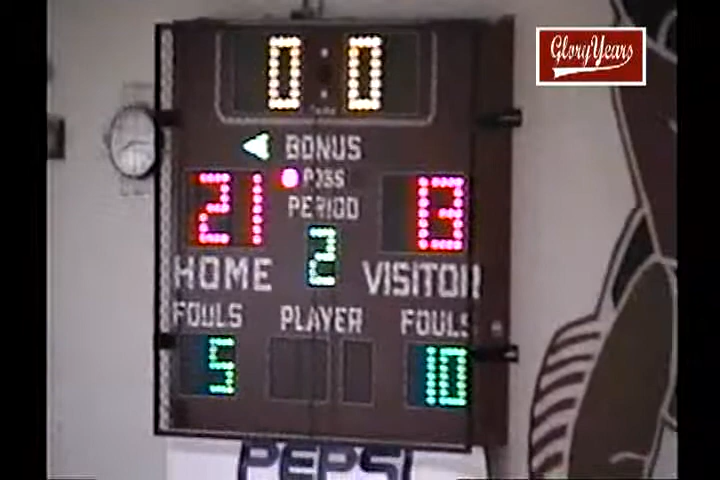 GloryYears
0 : 0
BONUS
21 POSS 13
PERIOD
2
HOME VISITOR
FOULS PLAYER FOULS
5 10
PEPSI